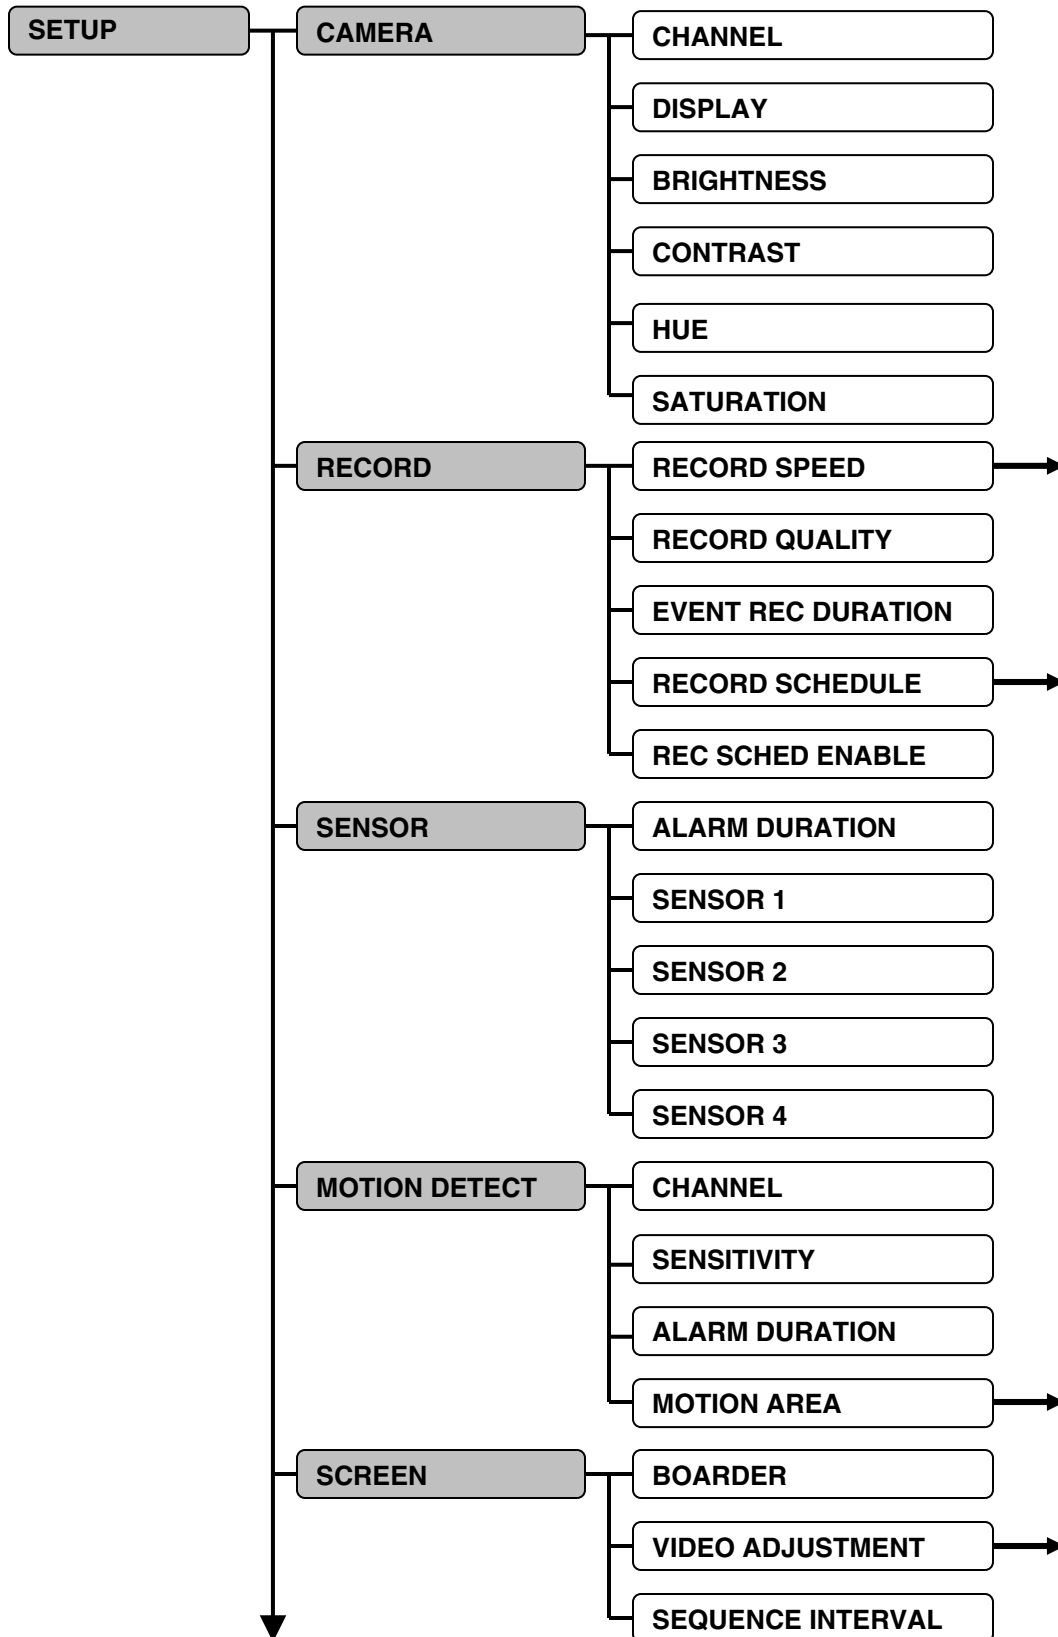 SETUP
CAMERA
CHANNEL
DISPLAY
BRIGHTNESS
CONTRAST
HUE
SATURATION
RECORD
RECORD SPEED
RECORD QUALITY
EVENT REC DURATION
RECORD SCHEDULE
REC SCHED ENABLE
SENSOR
ALARM DURATION
SENSOR 1
SENSOR 2
SENSOR 3
SENSOR 4
MOTION DETECT
CHANNEL
SENSITIVITY
ALARM DURATION
MOTION AREA
SCREEN
BOARDER
VIDEO ADJUSTMENT
SEQUENCE INTERVAL